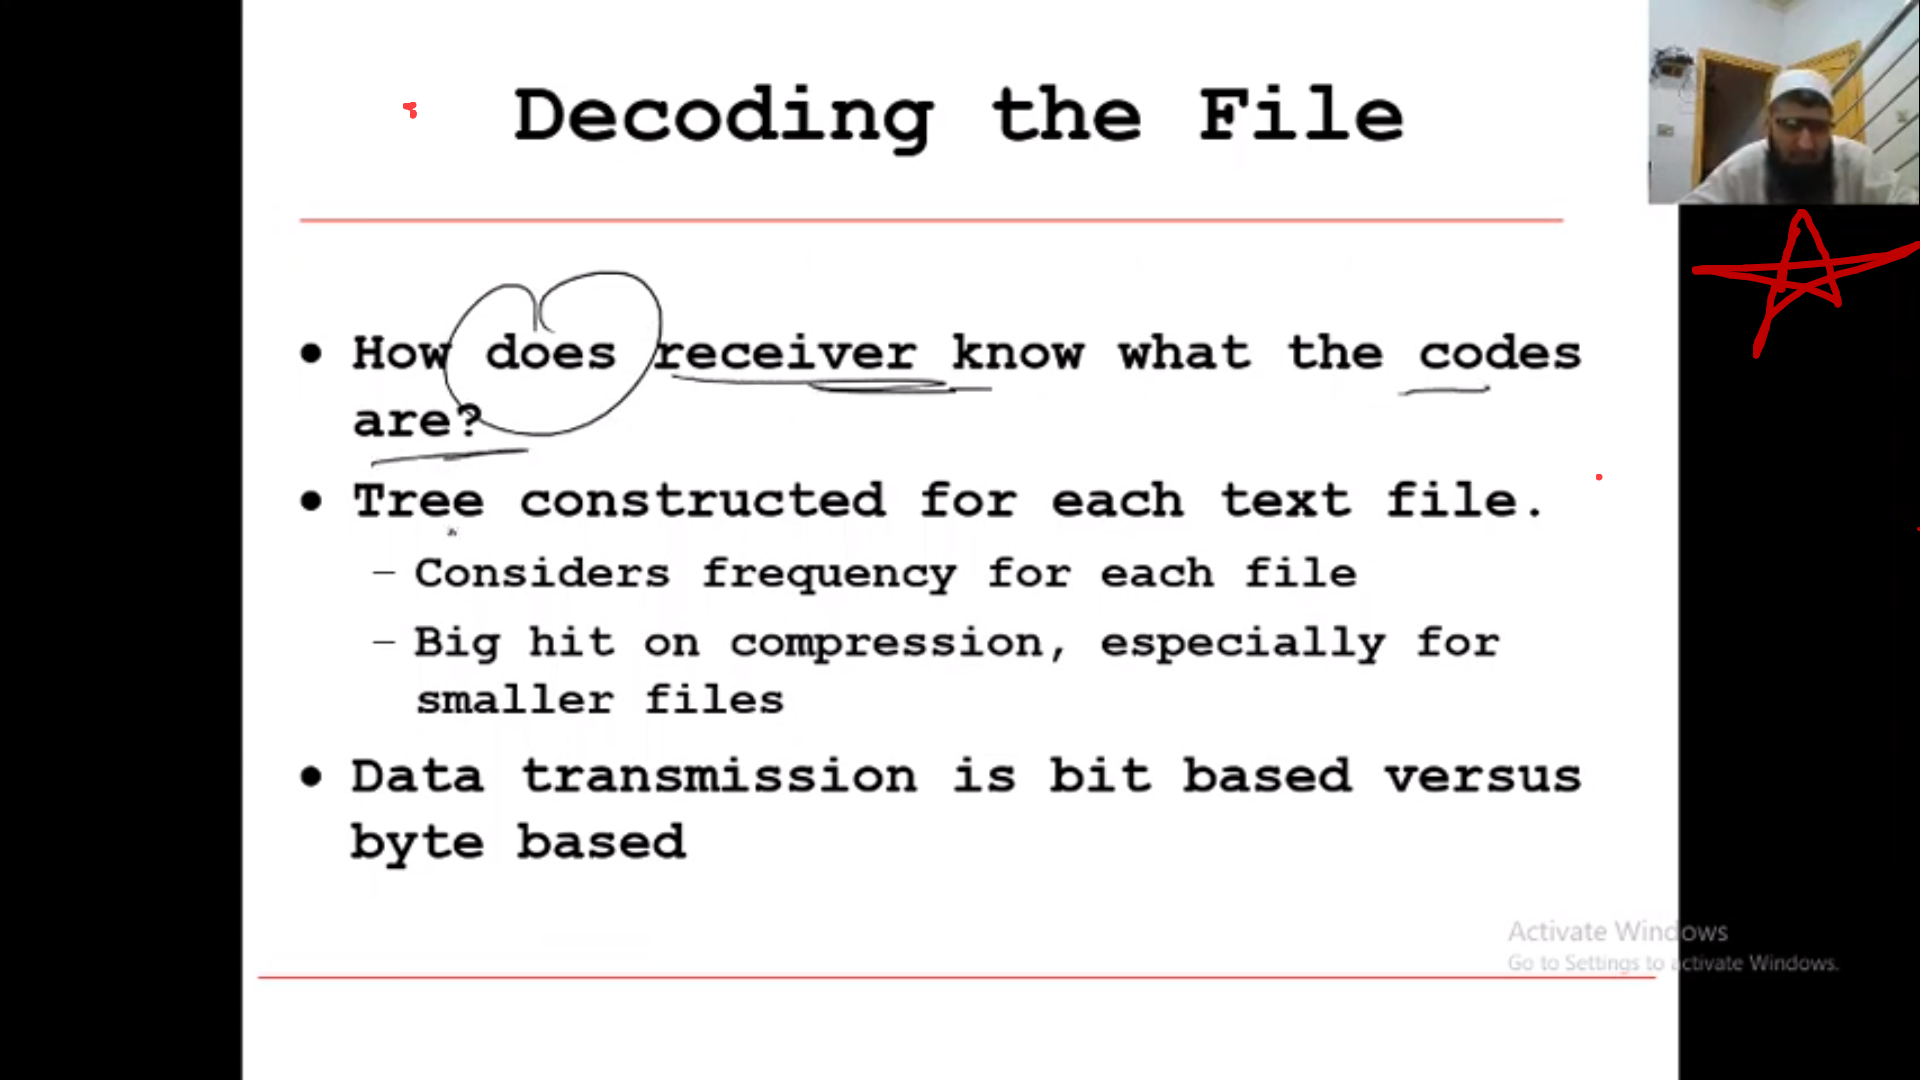 Decoding the File
• How does receiver know what the codes
are?
• Tree constructed for each text file.
– Considers frequency for each file
– Big hit on compression, especially for
smaller files
• Data transmission is bit based versus
byte based
Activate Windows
Go to Settings to activate Windows.